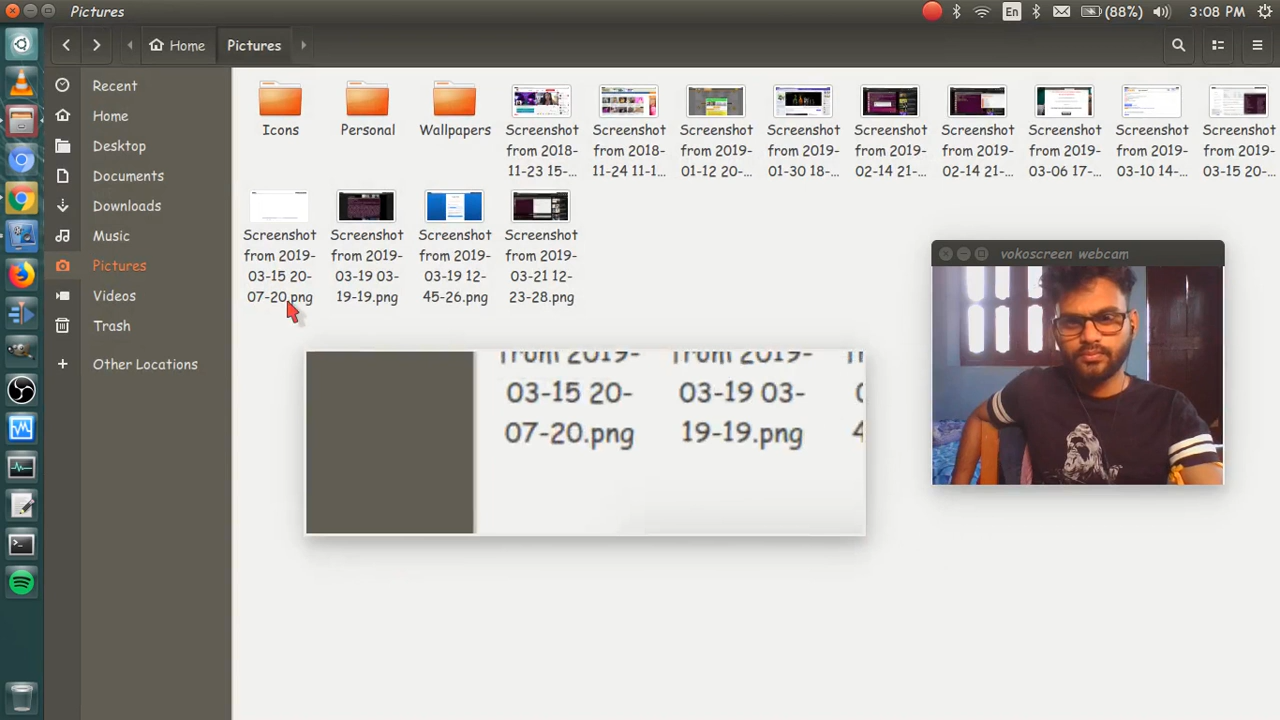 Pictures
En
(88%)
3:08 PM
Home
Pictures
Recent
Home
Desktop
Documents
Downloads
Music
Pictures
Videos
Trash
Other Locations
Icons
Personal
Wallpapers
Screenshot
from 2018-
11-23 15-...
Screenshot
from 2018-
11-24 11-1...
Screenshot
from 2019-
01-12 20-...
Screenshot
from 2019-
01-30 18-...
Screenshot
from 2019-
02-14 21-...
Screenshot
from 2019-
02-14 21-...
Screenshot
from 2019-
03-06 17-...
Screenshot
from 2019-
03-10 14-...
Screenshot
from 2019-
03-15 20-...
Screenshot
from 2019-
03-15 20-
07-20.png
Screenshot
from 2019-
03-19 03-
19-19.png
Screenshot
from 2019-
03-19 12-
45-26.png
Screenshot
from 2019-
03-21 12-
23-28.png
from 2019-
03-15 20-
07-20.png
from 2019-
03-19 03-
19-19.png
vokoscreen webcam